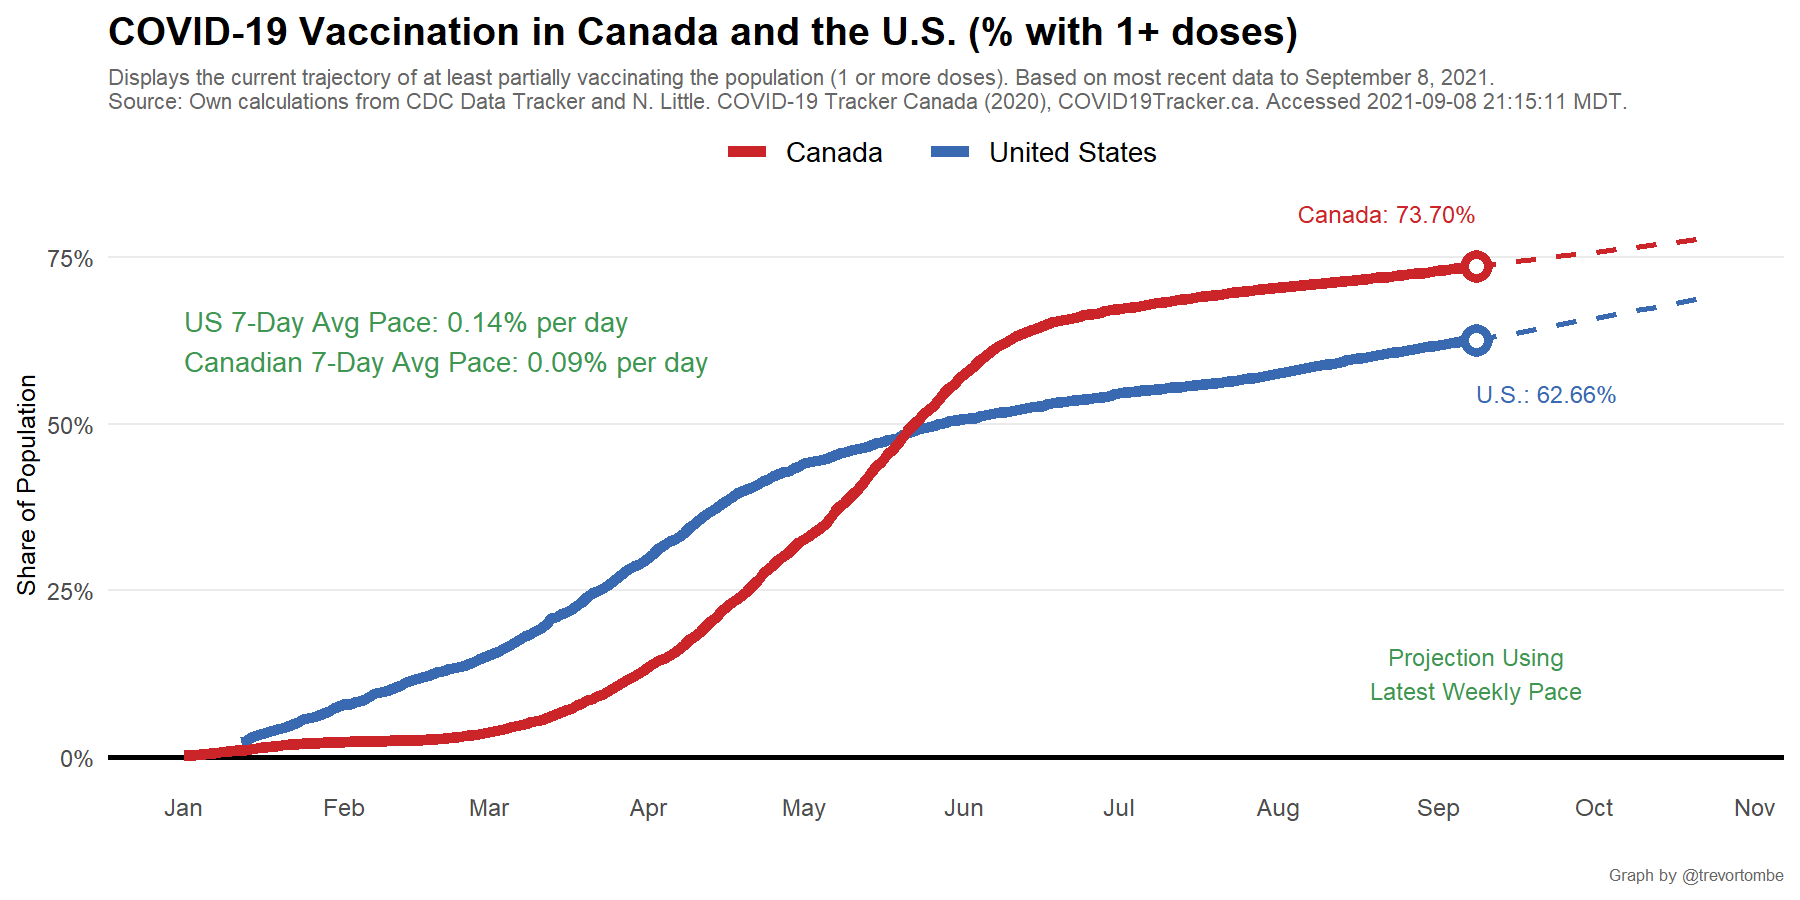 COVID-19 Vaccination in Canada and the U.S. (% with 1+ doses)
Displays the current trajectory of at least partially vaccinating the population (1 or more doses). Based on most recent data to September 8, 2021.
Source: Own calculations from CDC Data Tracker and N. Little. COVID-19 Tracker Canada (2020), COVID19Tracker.ca. Accessed 2021-09-08 21:15:11 MDT.
Canada United States
Canada: 73.70%
75%
US 7-Day Avg Pace: 0.14% per day
Canadian 7-Day Avg Pace: 0.09% per day
U.S.: 62.66%
50%
Share of Population
25%
Projection Using
Latest Weekly Pace
0%
Jan Feb Mar Apr May Jun Jul Aug Sep Oct Nov
Graph by @trevortombe